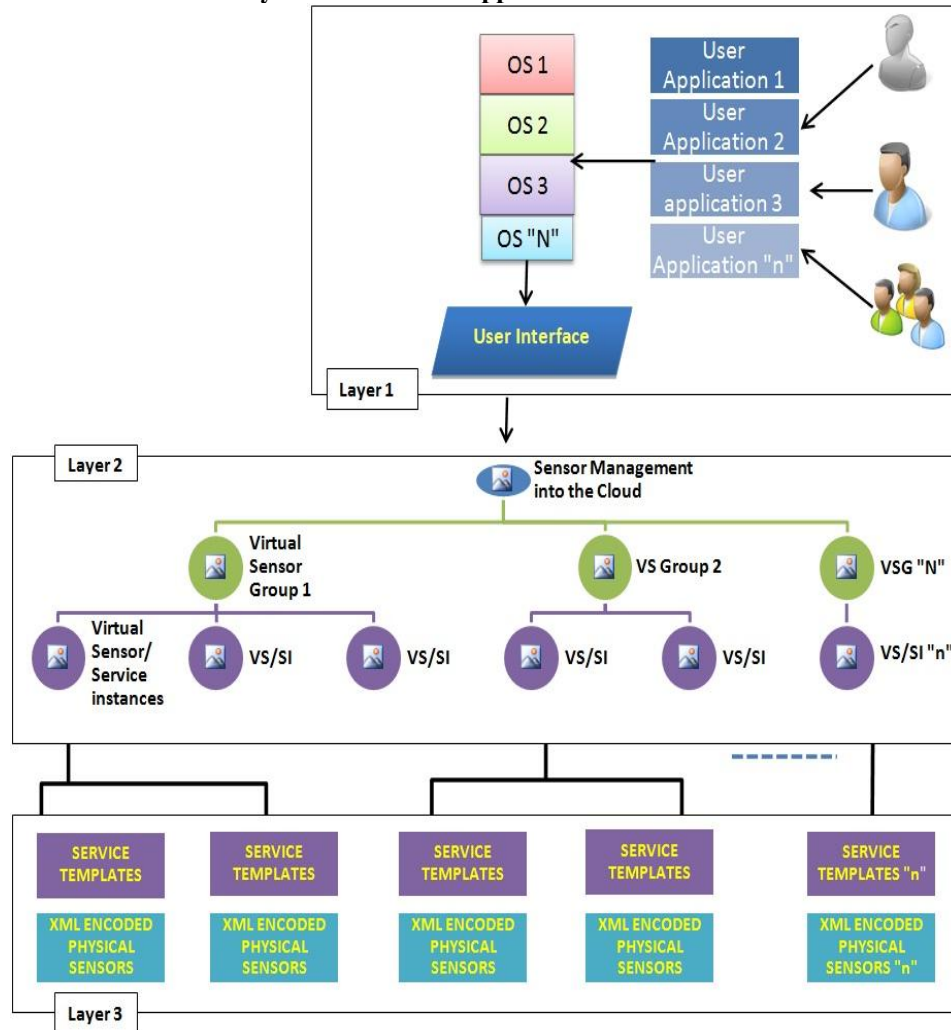 OS 1
OS 2
OS 3
OS "N"
User
Application 1
User
Application 2
User
application 3
User
Application "n"
User Interface
Layer 1
Layer 2
Sensor Management
into the Cloud
Virtual
Sensor
Group 1
VS Group 2
VSG "N"
Virtual
Sensor/
Service
instances
VS/SI
VS/SI
VS/SI
VS/SI
VS/SI "n"
SERVICE
TEMPLATES
SERVICE
TEMPLATES
SERVICE
TEMPLATES
SERVICE
TEMPLATES
SERVICE
TEMPLATES "n"
XML ENCODED
PHYSICAL
SENSORS
XML ENCODED
PHYSICAL
SENSORS
XML ENCODED
PHYSICAL
SENSORS
XML ENCODED
PHYSICAL
SENSORS
XML ENCODED
PHYSICAL
SENSORS "n"
Layer 3